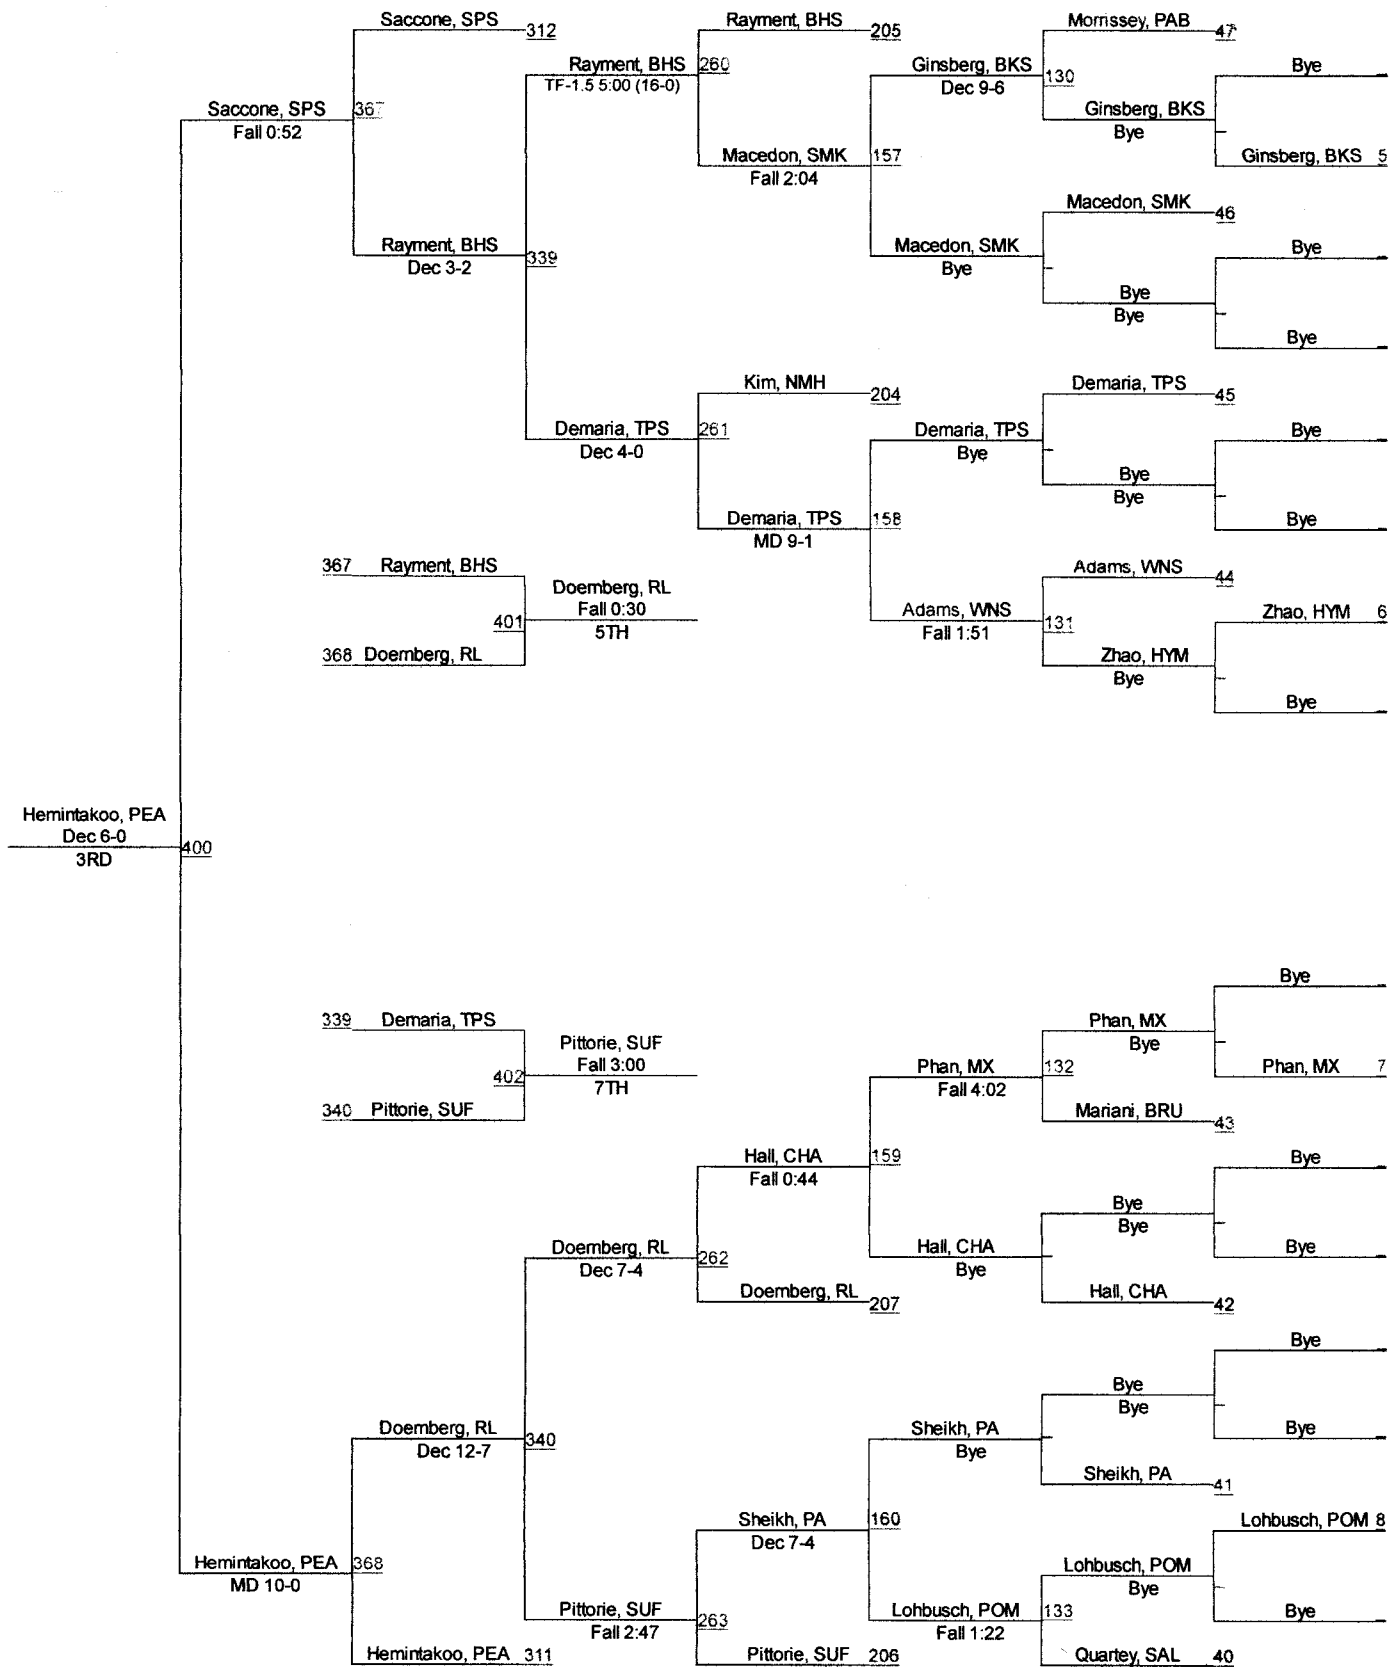 Saccone, SPS
312
Rayment, BHS
205
Morrissey, PAB
47
Rayment, BHS
TF-1.5 5:00 (16-0)
260
Ginsberg, BKS
Dec 9-6
130
Bye
Saccone, SPS
Fall 0:52
367
Ginsberg, BKS
Bye
Macedon, SMK
Fall 2:04
157
Ginsberg, BKS 5
Macedon, SMK
46
Rayment, BHS
Dec 3-2
339
Macedon, SMK
Bye
Bye
Bye
Bye
Bye
Kim, NMH
204
Demaria, TPS
45
Demaria, TPS
Dec 4-0
261
Demaria, TPS
Bye
Bye
Bye
Bye
Demaria, TPS
MD 9-1
158
Bye
367 Rayment, BHS
Adams, WNS
44
Doernberg, RL
Fall 0:30
5TH
401
Adams, WNS
Fall 1:51
131
Zhao, HYM 6
368 Doernberg, RL
Zhao, HYM
Bye
Bye
Hemintakoo, PEA
Dec 6-0
3RD
400
Bye
339 Demaria, TPS
Phan, MX
Bye
Pittorie, SUF
Fall 3:00
7TH
402
Phan, MX
Fall 4:02
132
Phan, MX 7
340 Pittorie, SUF
Mariani, BRU
43
Hall, CHA
Fall 0:44
159
Bye
Bye
Bye
Doernberg, RL
Dec 7-4
262
Hall, CHA
Bye
Bye
Doernberg, RL
207
Hall, CHA
42
Bye
Bye
Bye
Doernberg, RL
Dec 12-7
340
Sheikh, PA
Bye
Bye
Sheikh, PA
41
Sheikh, PA
Dec 7-4
160
Lohbusch, POM 8
Hemintakoo, PEA
MD 10-0
368
Lohbusch, POM
Bye
Pittorie, SUF
Fall 2:47
263
Lohbusch, POM
Fall 1:22
133
Bye
Hemintakoo, PEA 311
Pittorie, SUF
206
Quartey, SAL
40